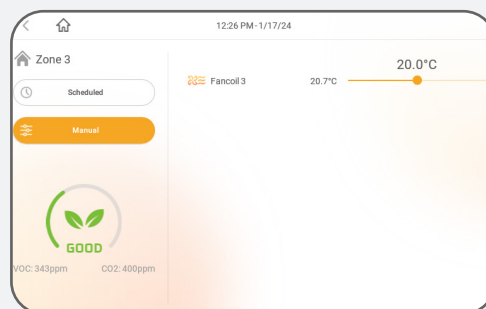 12:26 PM-1/17/24
Zone 3
20.0°C
Fancoil 3 20.7°C
Scheduled
Manual
GOOD
VOC: 343ppm CO2: 400ppm